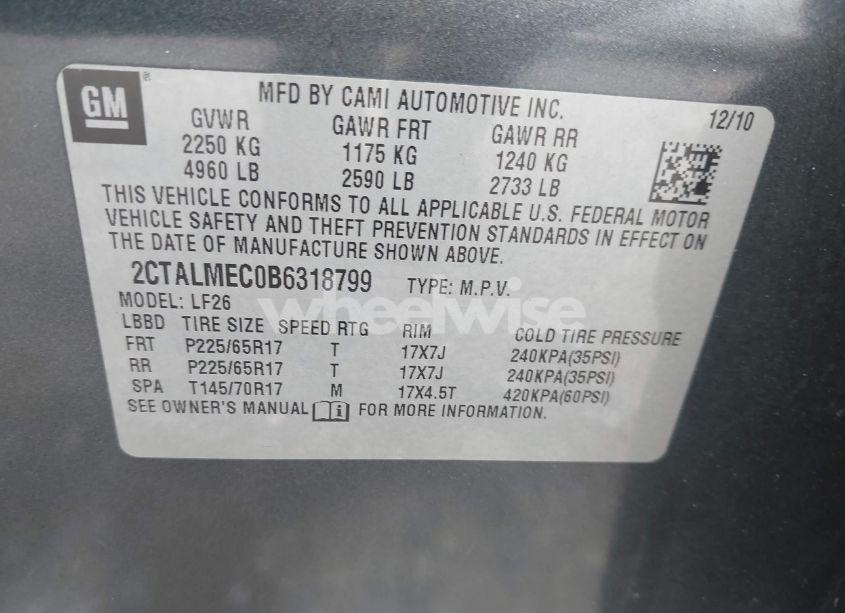 GM
MFD BY CAMI AUTOMOTIVE INC.
12/10
GVWR GAWR FRT GAWR RR
2250 KG 1175 KG 1240 KG
4960 LB 2590 LB 2733 LB
THIS VEHICLE CONFORMS TO ALL APPLICABLE U.S. FEDERAL MOTOR
VEHICLE SAFETY AND THEFT PREVENTION STANDARDS IN EFFECT ON
THE DATE OF MANUFACTURE SHOWN ABOVE.
2CTALMEC0B6318799 TYPE: M.P.V.
MODEL: LF26
wheelwise
LBBD TIRE SIZE SPEED RTG RIM COLD TIRE PRESSURE
FRT P225/65R17 T 17X7J 240KPA(35PSI)
RR P225/65R17 T 17X7J 240KPA(35PSI)
SPA T145/70R17 M 17X4.5T 420KPA(60PSI)
SEE OWNER'S MANUAL i FOR MORE INFORMATION.